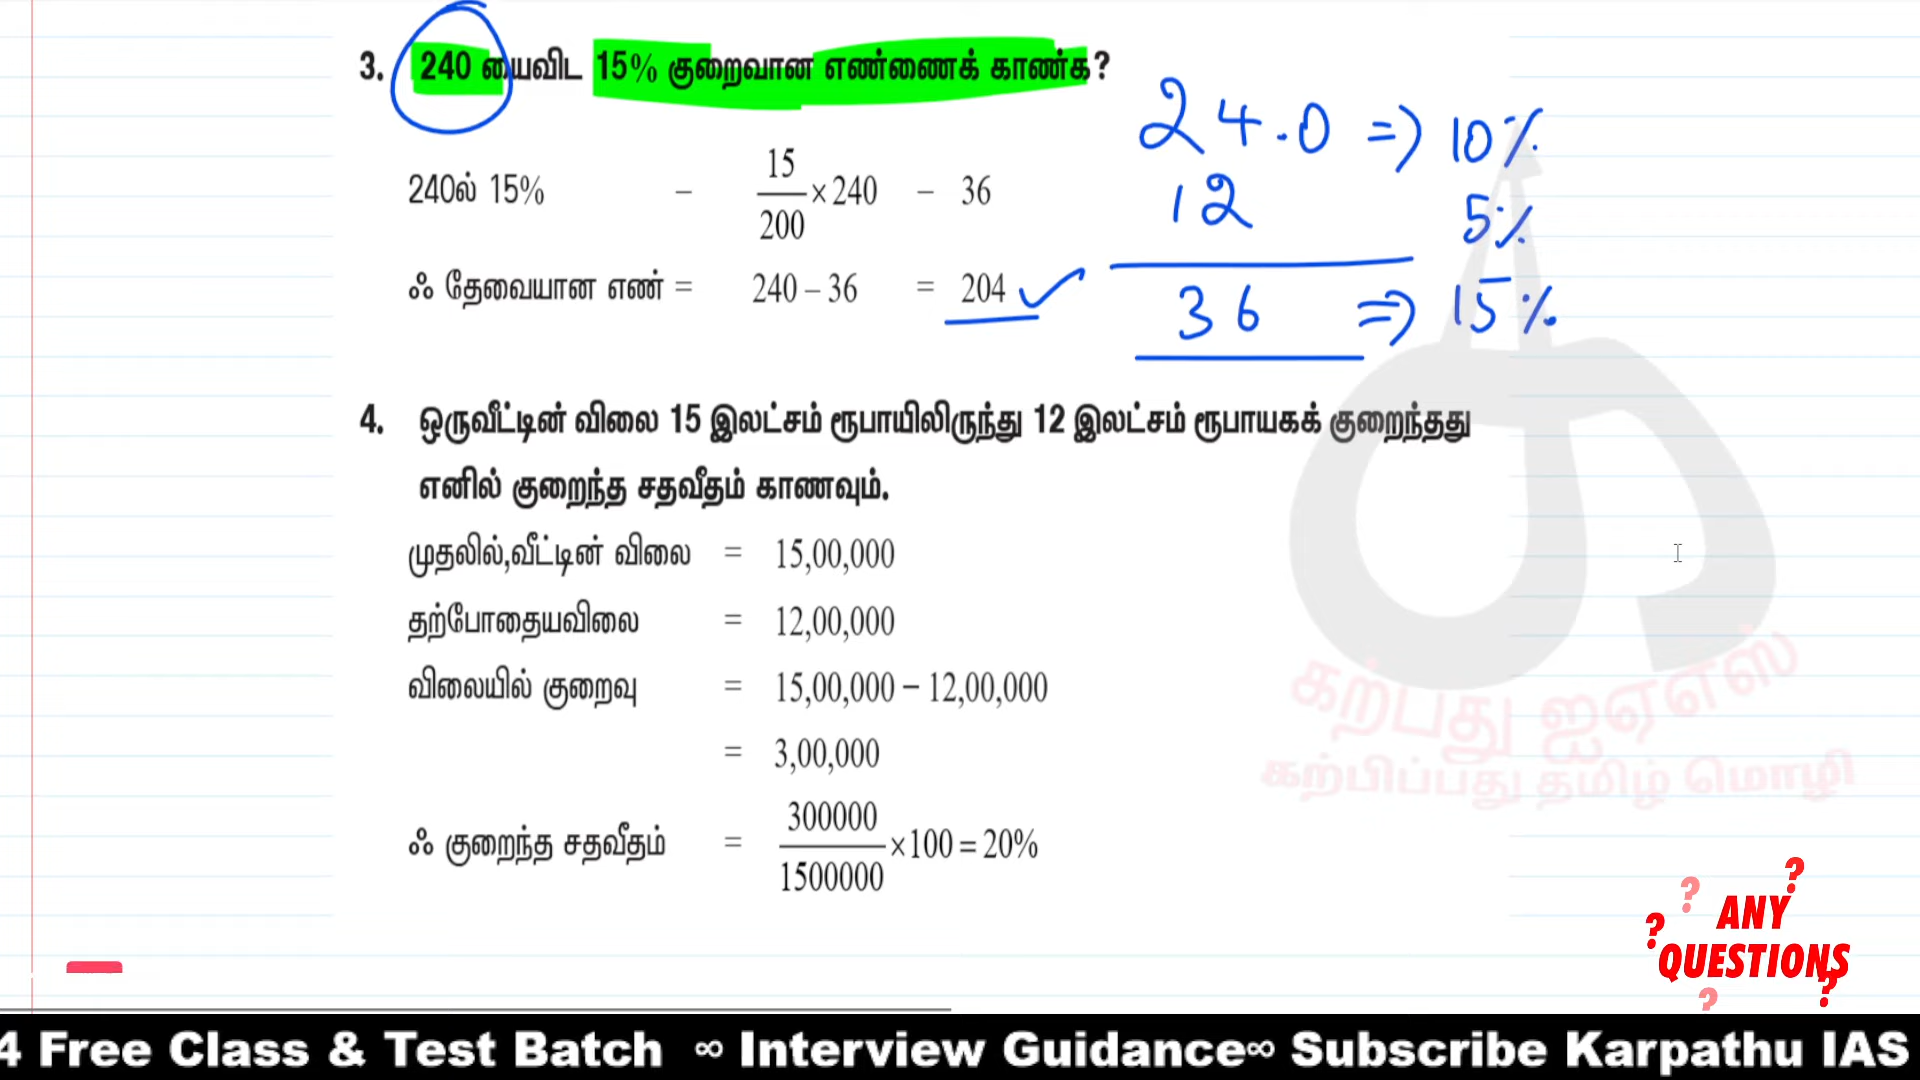 3. 240 யைவிட 15% குறைவான எண்ணைக் காண்க?
24.0 => 10%
240ல் 15% – 15/200 ×240 – 36
12 5%
ஃ தேவையான எண் = 240 – 36 = 204 ✓
36 => 15%
4. ஒருவீட்டின் விலை 15 இலட்சம் ரூபாயிலிருந்து 12 இலட்சம் ரூபாயகக் குறைந்தது
எனில் குறைந்த சதவீதம் காணவும்.
முதலில்,வீட்டின் விலை = 15,00,000
தற்போதையவிலை = 12,00,000
விலையில் குறைவு = 15,00,000 – 12,00,000
= 3,00,000
ஃ குறைந்த சதவீதம் = 300000/1500000 ×100 = 20%
கற்பது ஐஏஎஸ்
கற்பிப்பது தமிழ் மொழி
? ? ? ANY
QUESTIONS ? ?
4 Free Class & Test Batch ∞ Interview Guidance∞ Subscribe Karpathu IAS